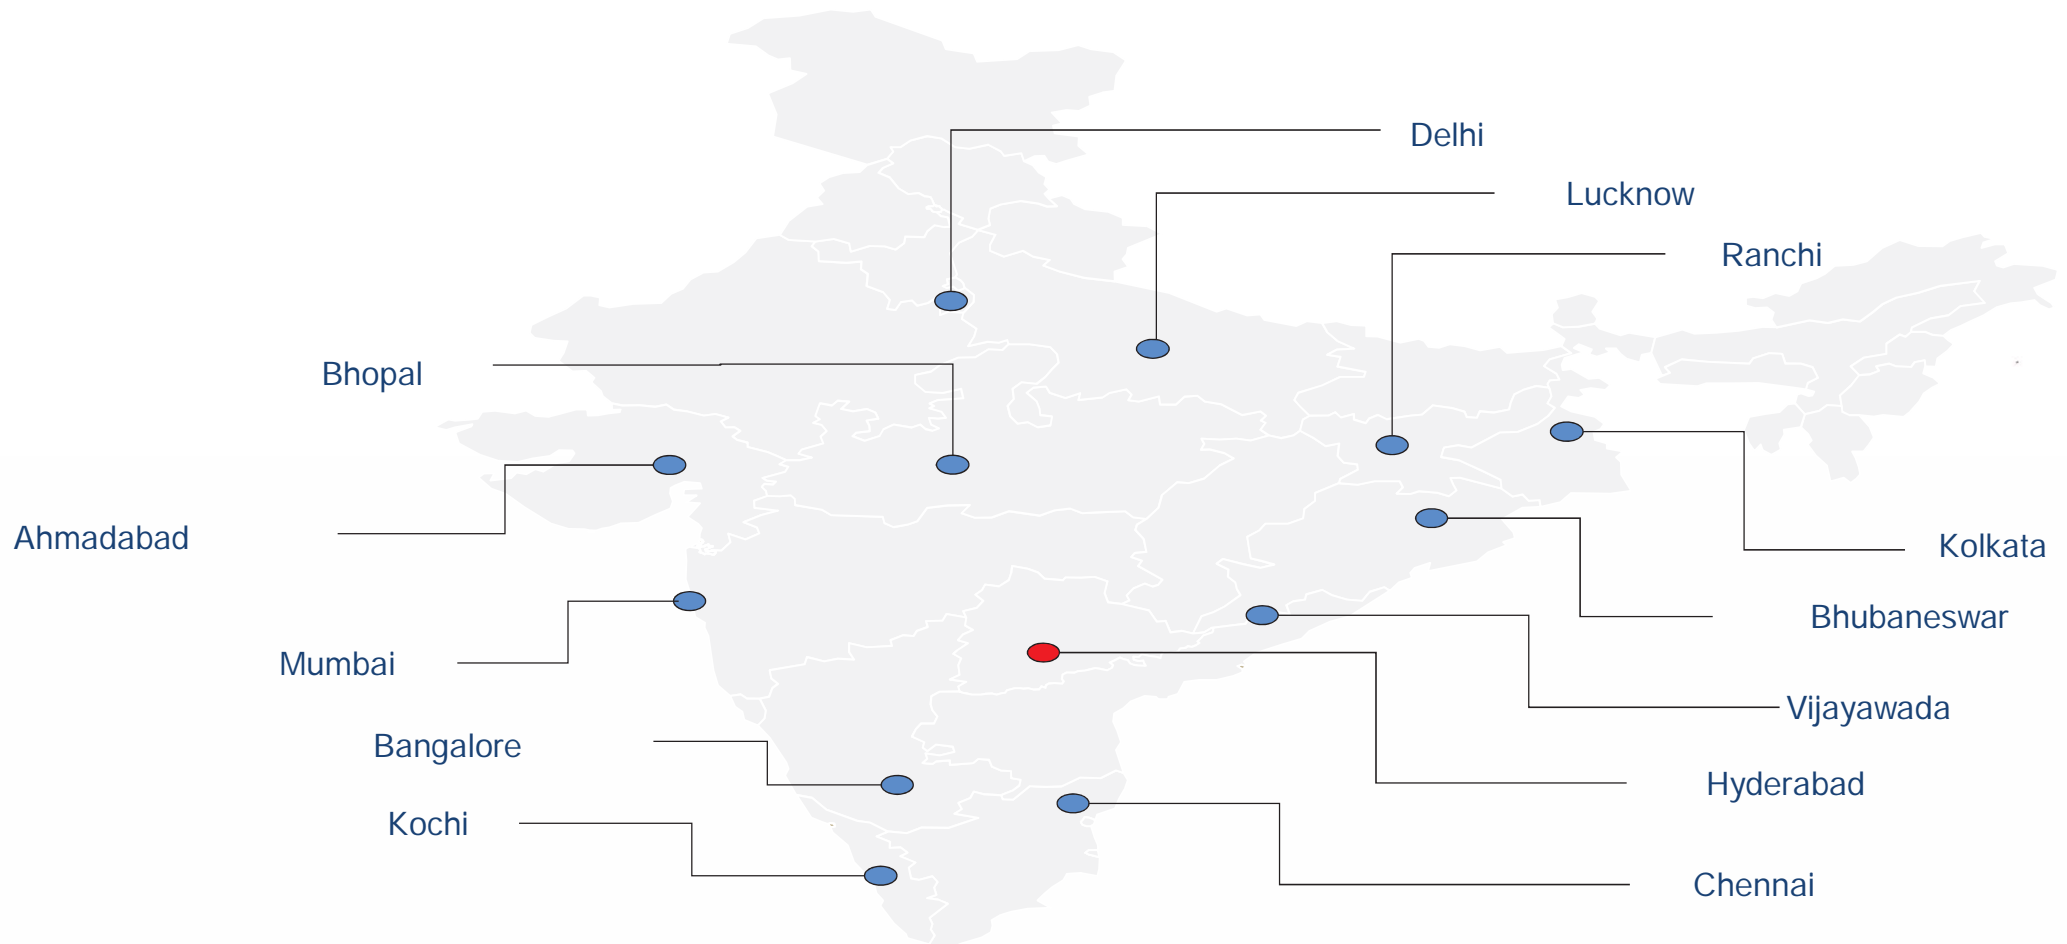 Delhi
Lucknow
Ranchi
Bhopal
Ahmadabad
Kolkata
Bhubaneswar
Mumbai
Vijayawada
Bangalore
Hyderabad
Kochi
Chennai